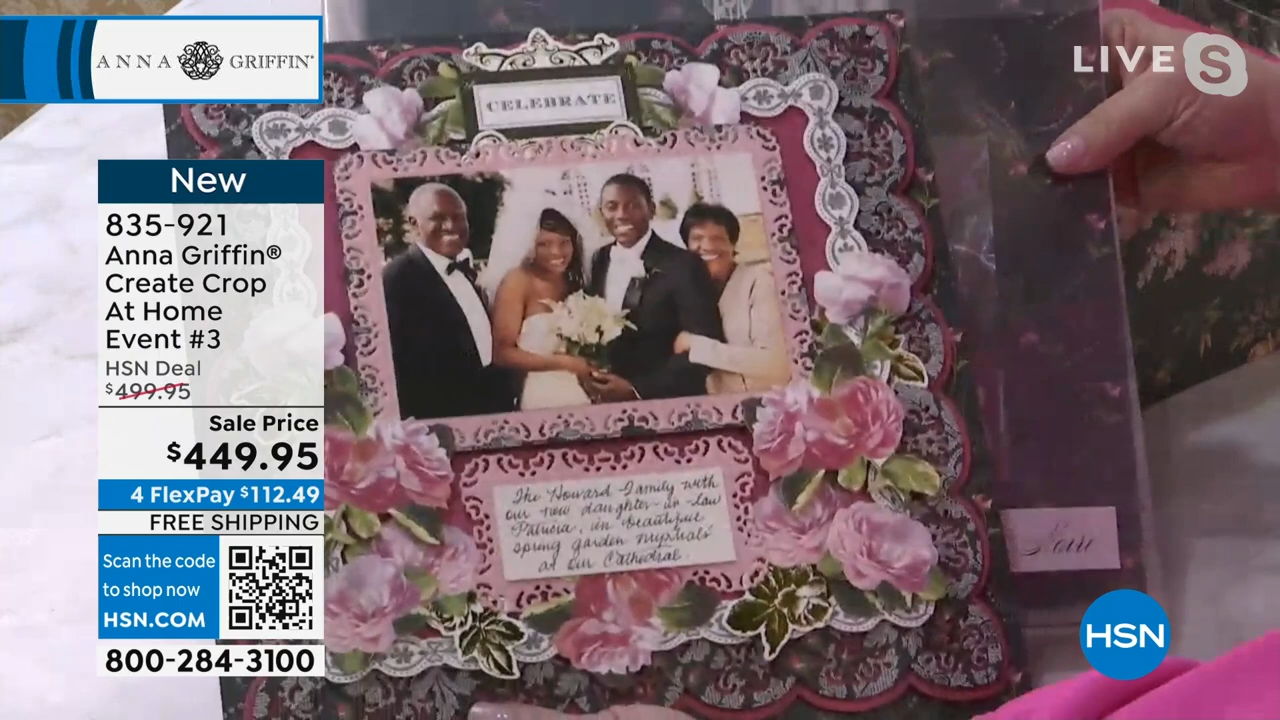 ANNA GRIFFIN
LIVE S
New
835-921
Anna Griffin®
Create Crop
At Home
Event #3
HSN Deal
$499.95
Sale Price
$449.95
4 FlexPay $112.49
FREE SHIPPING
Scan the code
to shop now
HSN.COM
800-284-3100
CELEBRATE
The Howard Family with
our new daughter-in-law
Patricia, in beautiful
spring garden nuptials
at our Cathedral.
HSN